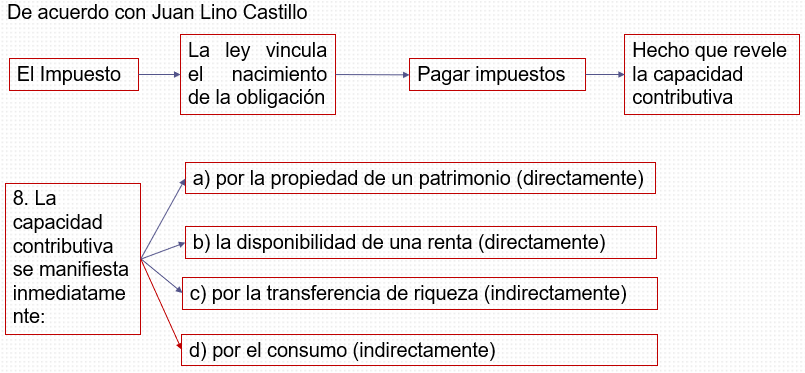 De acuerdo con Juan Lino Castillo
El Impuesto
La ley vincula
el nacimiento
de la obligación
Pagar impuestos
Hecho que revele
la capacidad
contributiva
8. La
capacidad
contributiva
se manifiesta
inmediatame
nte:
a) por la propiedad de un patrimonio (directamente)
b) la disponibilidad de una renta (directamente)
c) por la transferencia de riqueza (indirectamente)
d) por el consumo (indirectamente)